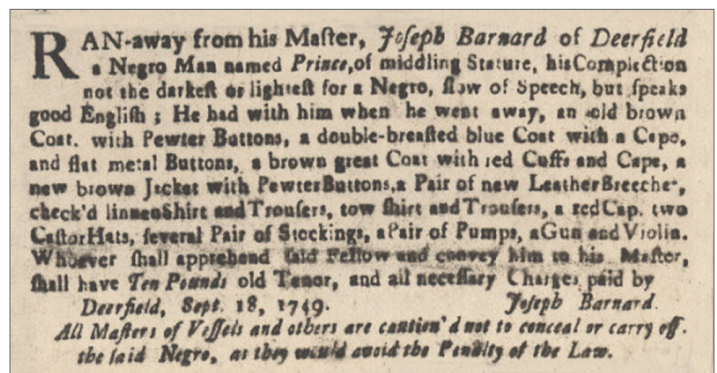 RAN-away from his Maſter, Joſeph Barnard of Deerfield
a Negro Man named Prince, of middling Stature, his Complection
not the darkeſt or lighteſt for a Negro, ſlow of Speech, but ſpeaks
good Engliſh ; He had with him when he went away, an old brown
Coat. with Pewter Buttons, a double-breaſted blue Coat with a Cape,
and flat metal Buttons, a brown great Coat with red Cuffs and Cape, a
new brown Jacket with Pewter Buttons, a Pair of new Leather Breeches,
check'd linnen Shirt and Trouſers, tow ſhirt and Trouſers, a red Cap. two
Caſtor Hats, ſeveral Pair of Stockings, a Pair of Pumps, a Gun and Violin.
Whoever ſhall apprehend ſaid Fellow and convey him to his Maſter,
ſhall have Ten Pounds old Tenor, and all neceſſary Charges paid by
Deerfield, Sept. 18, 1749. Joſeph Barnard.
All Maſters of Veſſels and others are caution'd not to conceal or carry off.
the ſaid Negro, as they would avoid the Penalty of the Law.